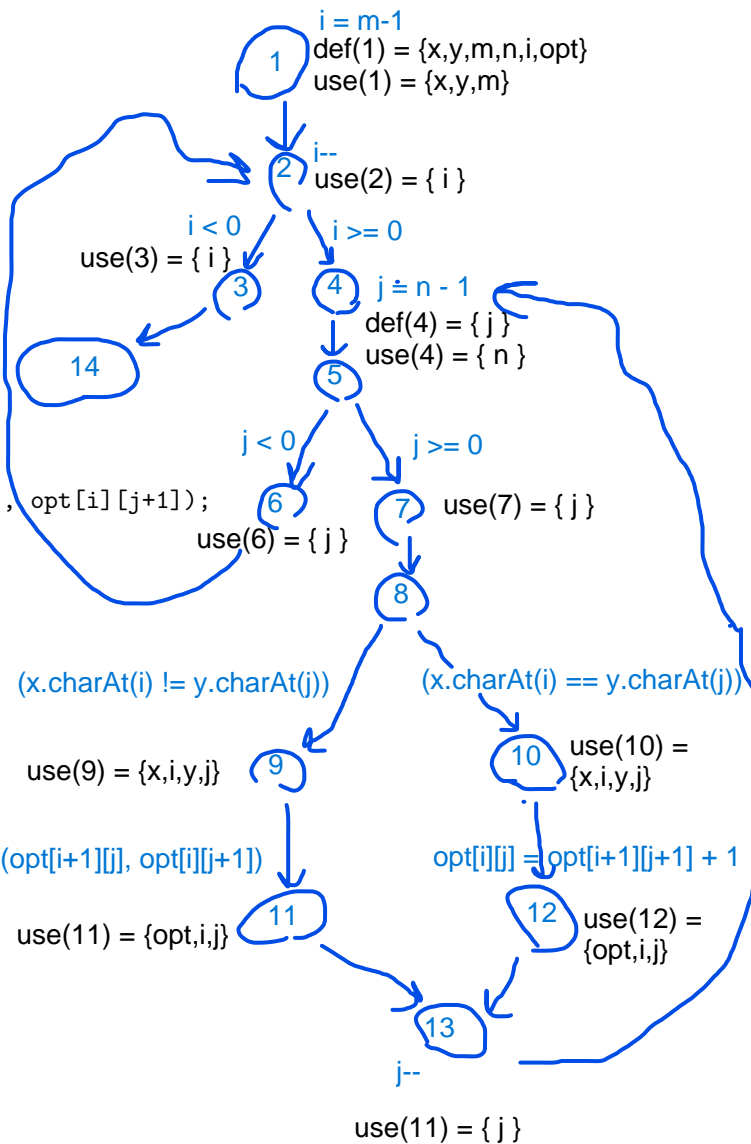 i = m-1
def(1) = {x,y,m,n,i,opt}
1
use(1) = {x,y,m}
i--
2
use(2) = { i }
i < 0
i >= 0
use(3) = { i }
3
4
j = n - 1
def(4) = { j }
use(4) = { n }
14
5
j < 0
j >= 0
, opt[i][j+1]);
6
7
use(7) = { j }
use(6) = { j }
8
(x.charAt(i) != y.charAt(j))
(x.charAt(i) == y.charAt(j))
use(9) = {x,i,y,j}
9
10
use(10) =
{x,i,y,j}
(opt[i+1][j], opt[i][j+1])
opt[i][j] = opt[i+1][j+1] + 1
use(11) = {opt,i,j}
11
12
use(12) =
{opt,i,j}
13
j--
use(11) = { j }